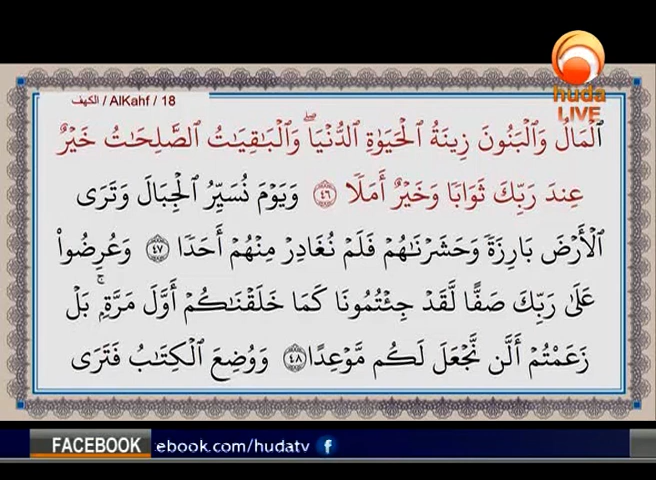 الكهف / AlKahf / 18
huda
LIVE
ٱلۡمَالُ وَٱلۡبَنُونَ زِينَةُ ٱلۡحَيَوٰةِ ٱلدُّنۡيَاۖ وَٱلۡبَٰقِيَٰتُ ٱلصَّٰلِحَٰتُ خَيۡرٌ
عِندَ رَبِّكَ ثَوَابٗا وَخَيۡرٌ أَمَلٗا ٤٦ وَيَوۡمَ نُسَيِّرُ ٱلۡجِبَالَ وَتَرَى
ٱلۡأَرۡضَ بَارِزَةٗ وَحَشَرۡنَٰهُمۡ فَلَمۡ نُغَادِرۡ مِنۡهُمۡ أَحَدٗا ٤٧ وَعُرِضُواْ
عَلَىٰ رَبِّكَ صَفّٗا لَّقَدۡ جِئۡتُمُونَا كَمَا خَلَقۡنَٰكُمۡ أَوَّلَ مَرَّةِۭۚ بَلۡ
زَعَمۡتُمۡ أَلَّن نَّجۡعَلَ لَكُم مَّوۡعِدٗا ٤٨ وَوُضِعَ ٱلۡكِتَٰبُ فَتَرَى
FACEBOOK ebook.com/hudatv f